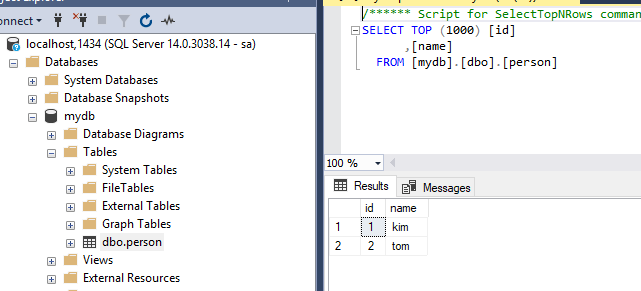 onnect
localhost,1434 (SQL Server 14.0.3038.14 - sa)
Databases
System Databases
Database Snapshots
mydb
Database Diagrams
Tables
System Tables
FileTables
External Tables
Graph Tables
dbo.person
Views
External Resources
/****** Script for SelectTopNRows comman
SELECT TOP (1000) [id]
,[name]
FROM [mydb].[dbo].[person]
100 %
Results Messages
id name
1 1 kim
2 2 tom